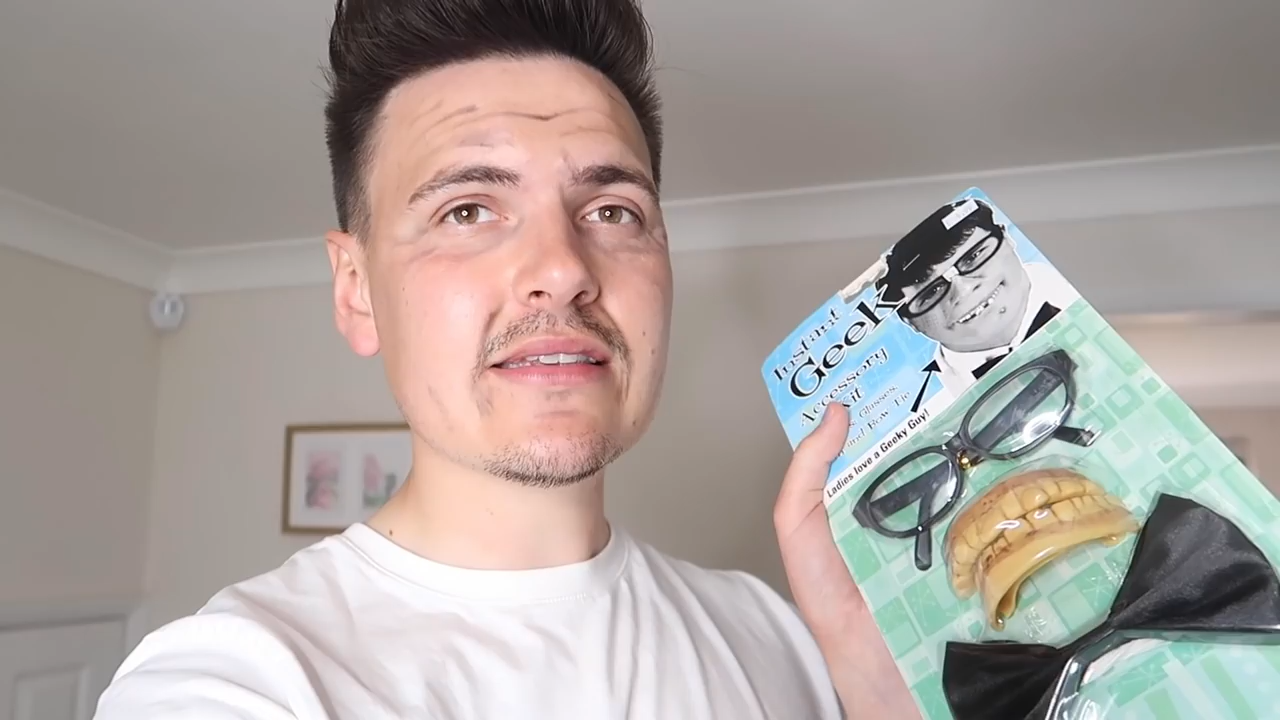 Instant
Geek
Accessory
Kit
Glasses,
and Bow Tie
Ladies love a Geeky Guy!